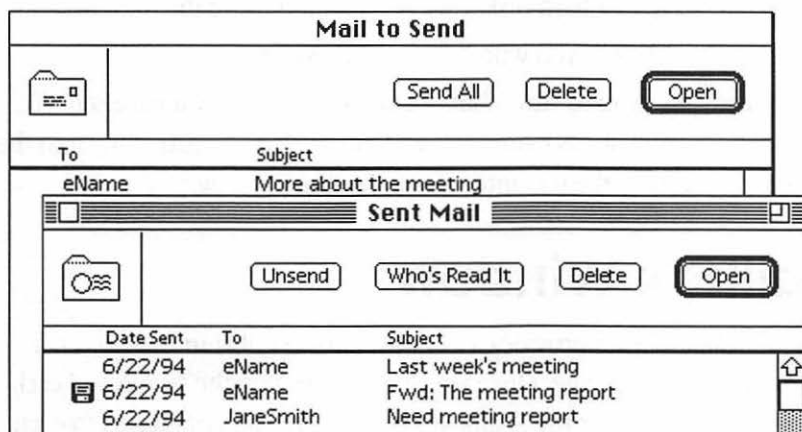 Mail to Send
Send All Delete Open
To Subject
eName More about the meeting
Sent Mail
Unsend Who's Read It Delete Open
Date Sent To Subject
6/22/94 eName Last week's meeting
6/22/94 eName Fwd: The meeting report
6/22/94 JaneSmith Need meeting report